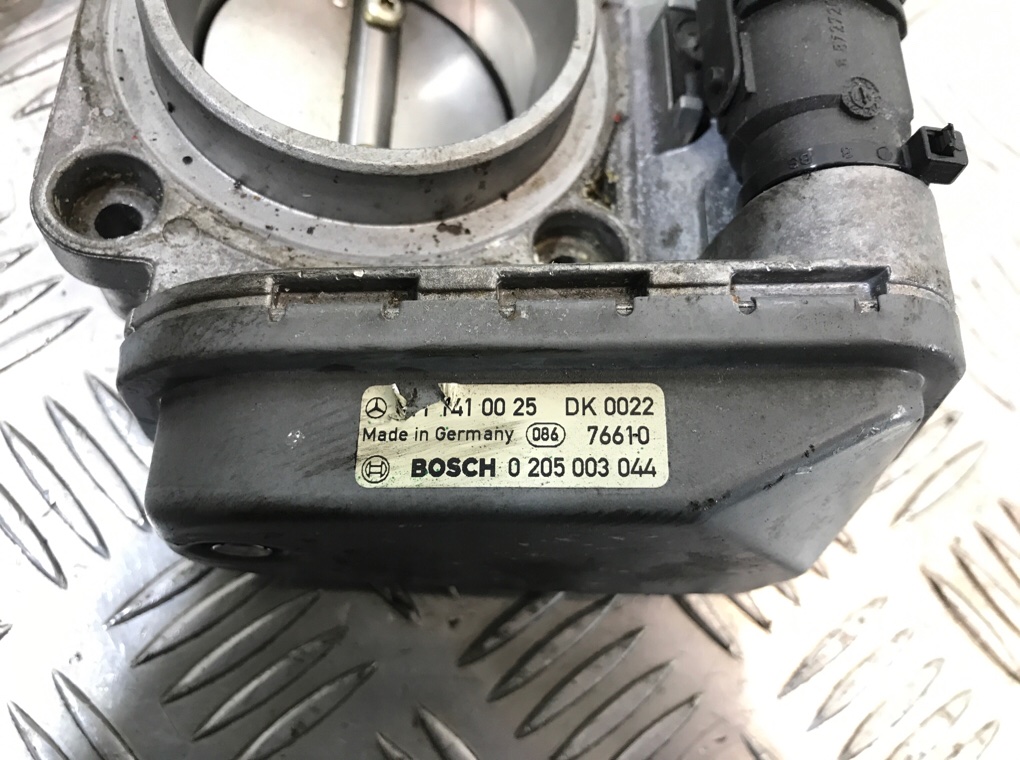 141 00 25 DK 0022
Made in Germany 086 7661-0
BOSCH 0 205 003 044